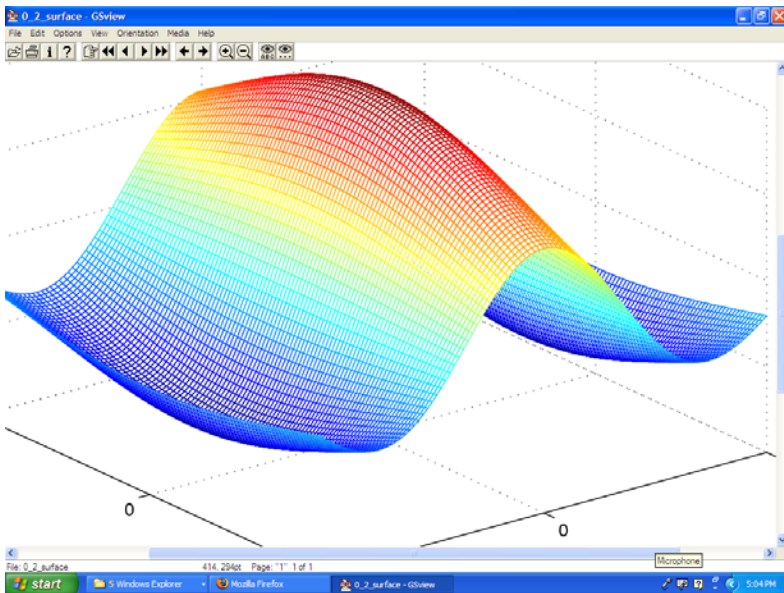 0_2_surface - GSview
File Edit Options View Orientation Media Help
i ?
ABC
0
0
Microphone
File: 0_2_surface 414, 294pt Page: "1" 1 of 1
start 5 Windows Explorer Mozilla Firefox 0_2_surface - GSview 5:04 PM